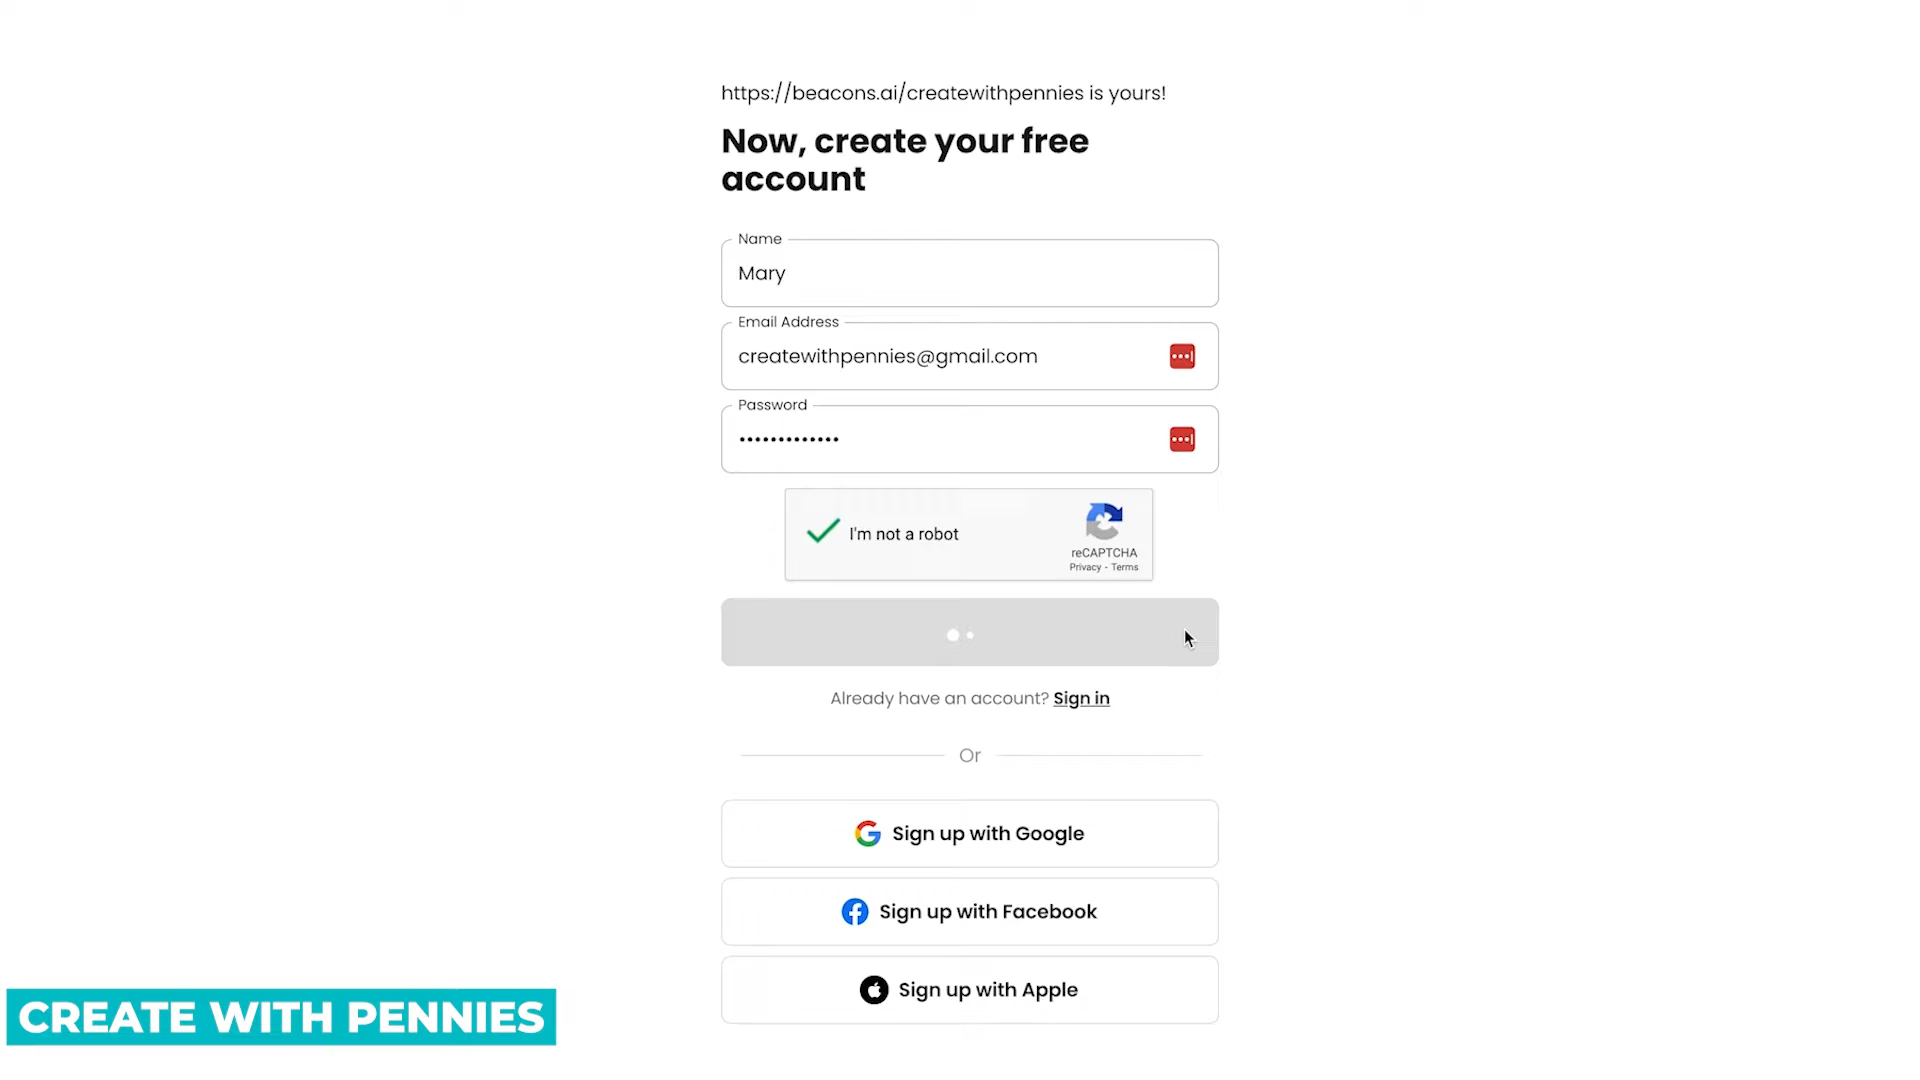 https://beacons.ai/createwithpennies is yours!
Now, create your free
account
Name
Mary
Email Address
createwithpennies@gmail.com
Password
•••••••••••••
I'm not a robot
reCAPTCHA
Privacy - Terms
Already have an account? Sign in
Or
Sign up with Google
Sign up with Facebook
Sign up with Apple
CREATE WITH PENNIES